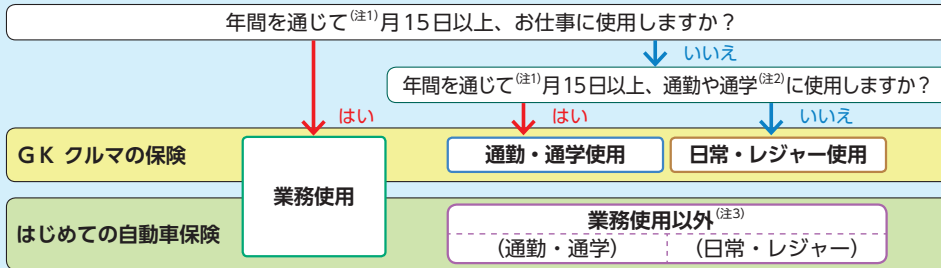 年間を通じて(注1)月15日以上、お仕事に使用しますか？
いいえ
年間を通じて(注1)月15日以上、通勤や通学(注2)に使用しますか？
はい
はい
いいえ
GK クルマの保険
業務使用
通勤・通学使用
日常・レジャー使用
はじめての自動車保険
業務使用以外(注3)
（通勤・通学）
（日常・レジャー）